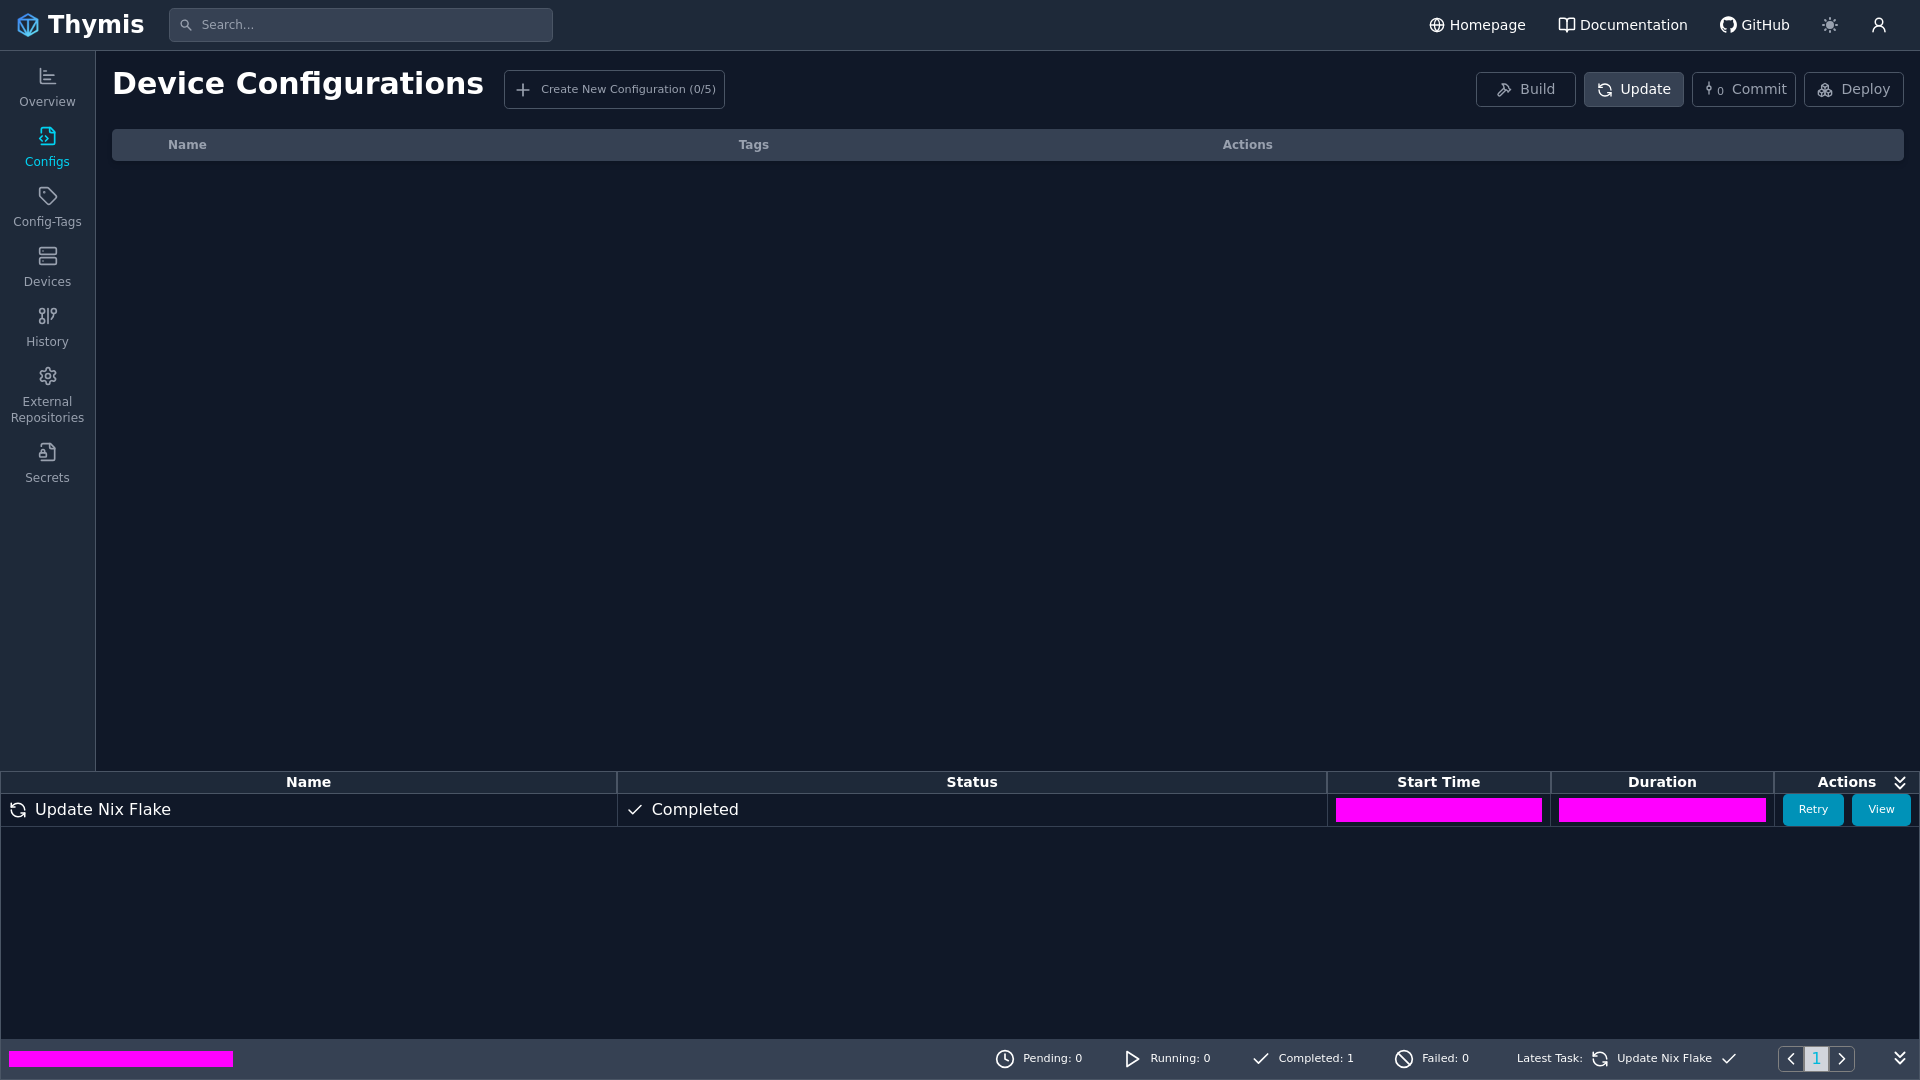 Thymis
Search...
Homepage
Documentation
GitHub
Overview
Configs
Config-Tags
Devices
History
External
Repositories
Secrets
Device Configurations
Create New Configuration (0/5)
Build
Update
0 Commit
Deploy
Name Tags Actions
Name Status Start Time Duration Actions
Update Nix Flake Completed Retry View
Pending: 0 Running: 0 Completed: 1 Failed: 0 Latest Task: Update Nix Flake 1